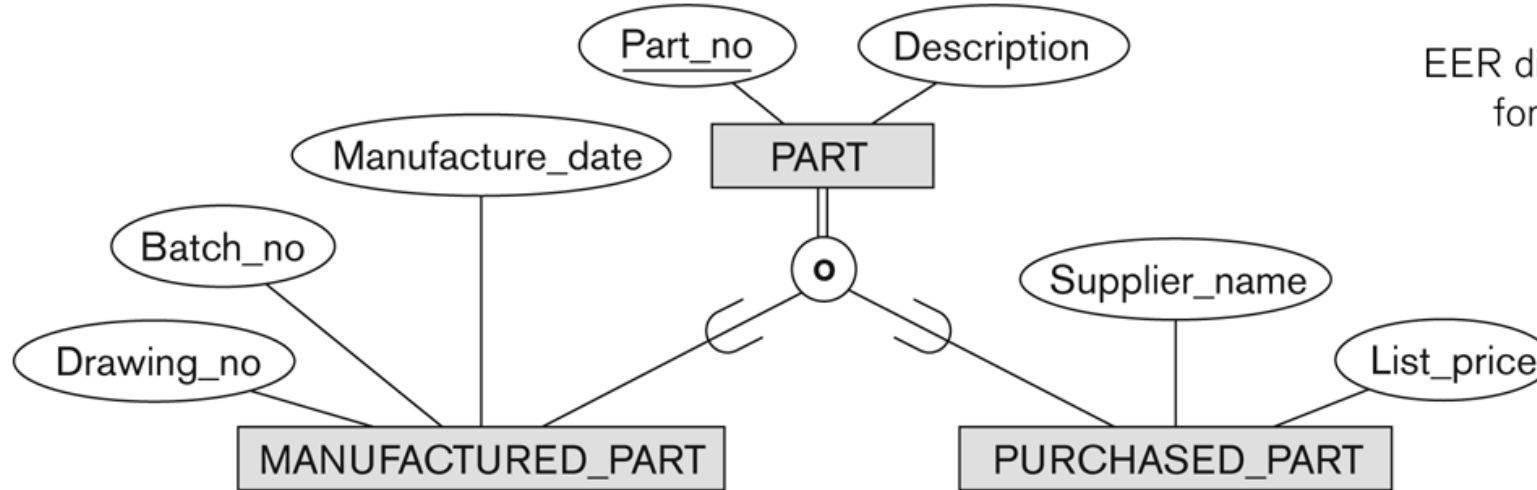 Part_no
Description
EER
for
Manufacture_date
PART
Batch_no
o
Supplier_name
Drawing_no
List_price
MANUFACTURED_PART
PURCHASED_PART